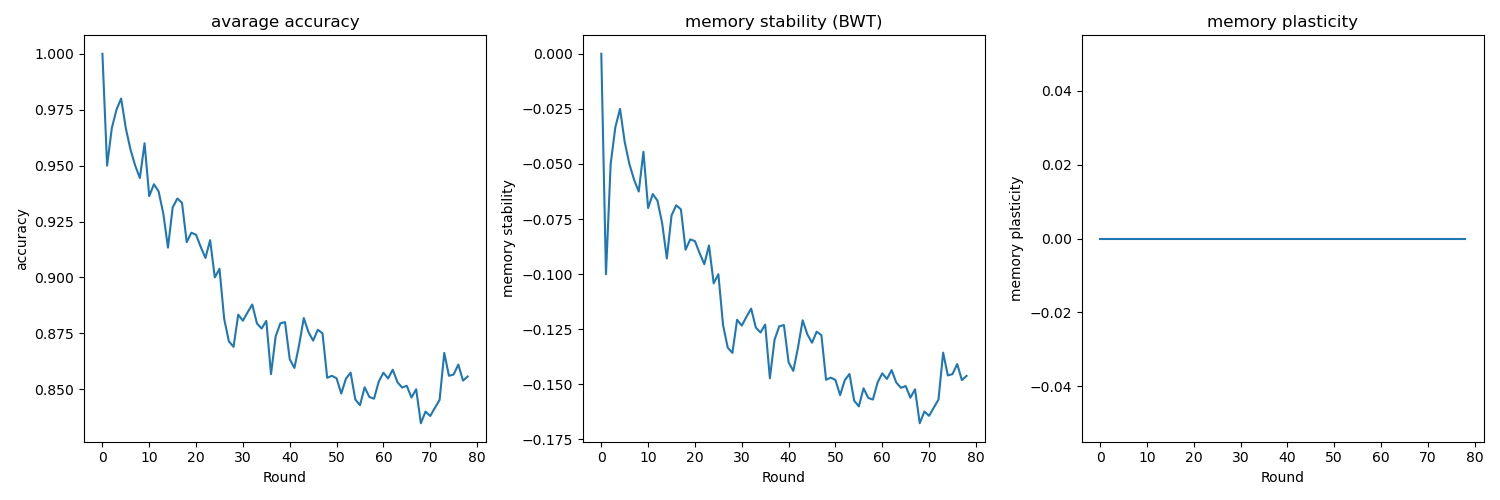 avarage accuracy
1.000
0.975
0.950
0.925
0.900
0.875
0.850
accuracy
0 10 20 30 40 50 60 70 80
Round
memory stability (BWT)
0.000
−0.025
−0.050
−0.075
−0.100
−0.125
−0.150
−0.175
memory stability
0 10 20 30 40 50 60 70 80
Round
memory plasticity
0.04
0.02
0.00
−0.02
−0.04
memory plasticity
0 10 20 30 40 50 60 70 80
Round